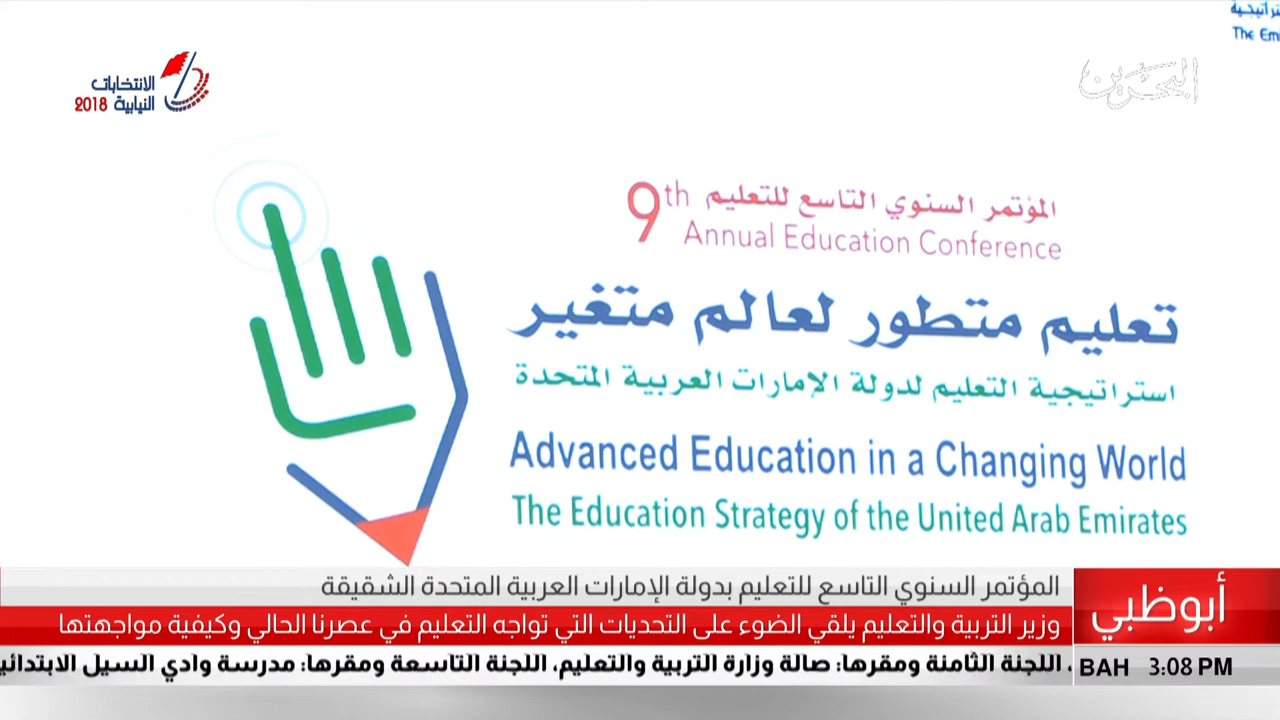 تراتيجية
The Emi
الانتخابات
النيابية 2018
البحرين
9th المؤتمر السنوي التاسع للتعليم
Annual Education Conference
تعليم متطور لعالم متغير
استراتيجية التعليم لدولة الإمارات العربية المتحدة
Advanced Education in a Changing World
The Education Strategy of the United Arab Emirates
المؤتمر السنوي التاسع للتعليم بدولة الإمارات العربية المتحدة الشقيقة
أبوظبي
وزير التربية والتعليم يلقي الضوء على التحديات التي تواجه التعليم في عصرنا الحالي وكيفية مواجهتها
، اللجنة الثامنة ومقرها: صالة وزارة التربية والتعليم، اللجنة التاسعة ومقرها: مدرسة وادي السيل الابتدائي
BAH 3:08 PM